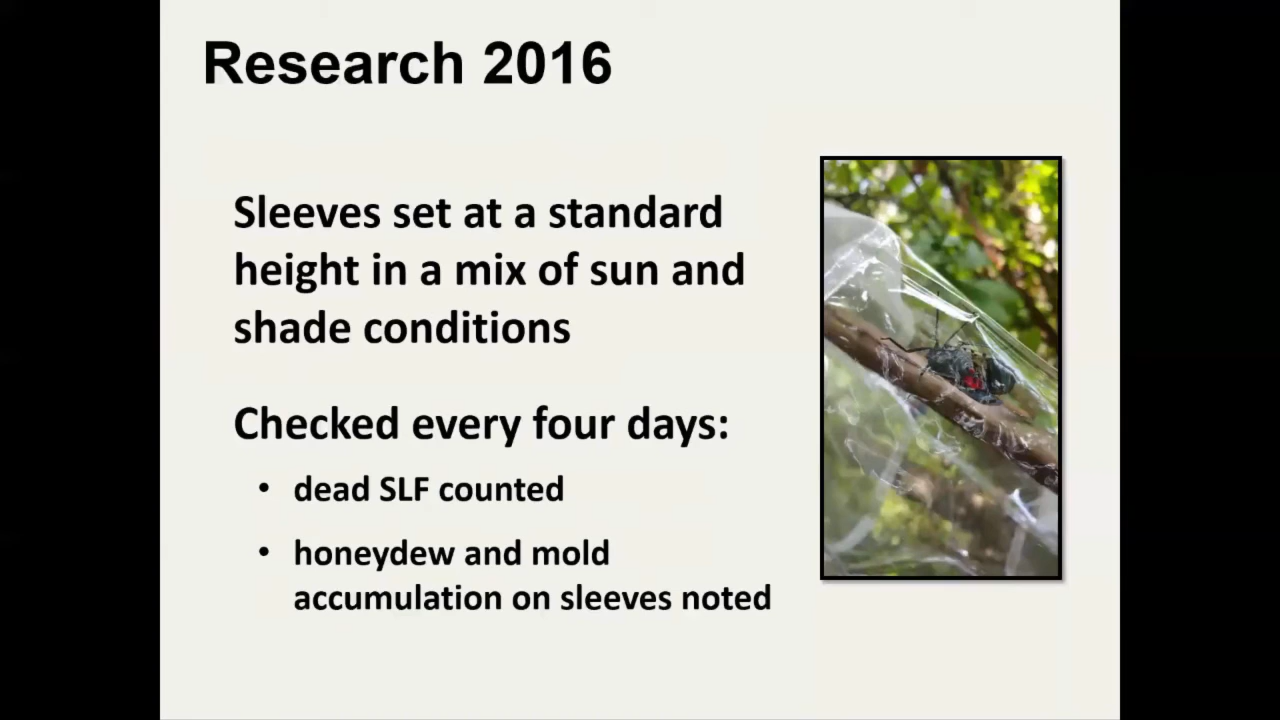 Research 2016
Sleeves set at a standard
height in a mix of sun and
shade conditions
Checked every four days:
• dead SLF counted
• honeydew and mold
accumulation on sleeves noted